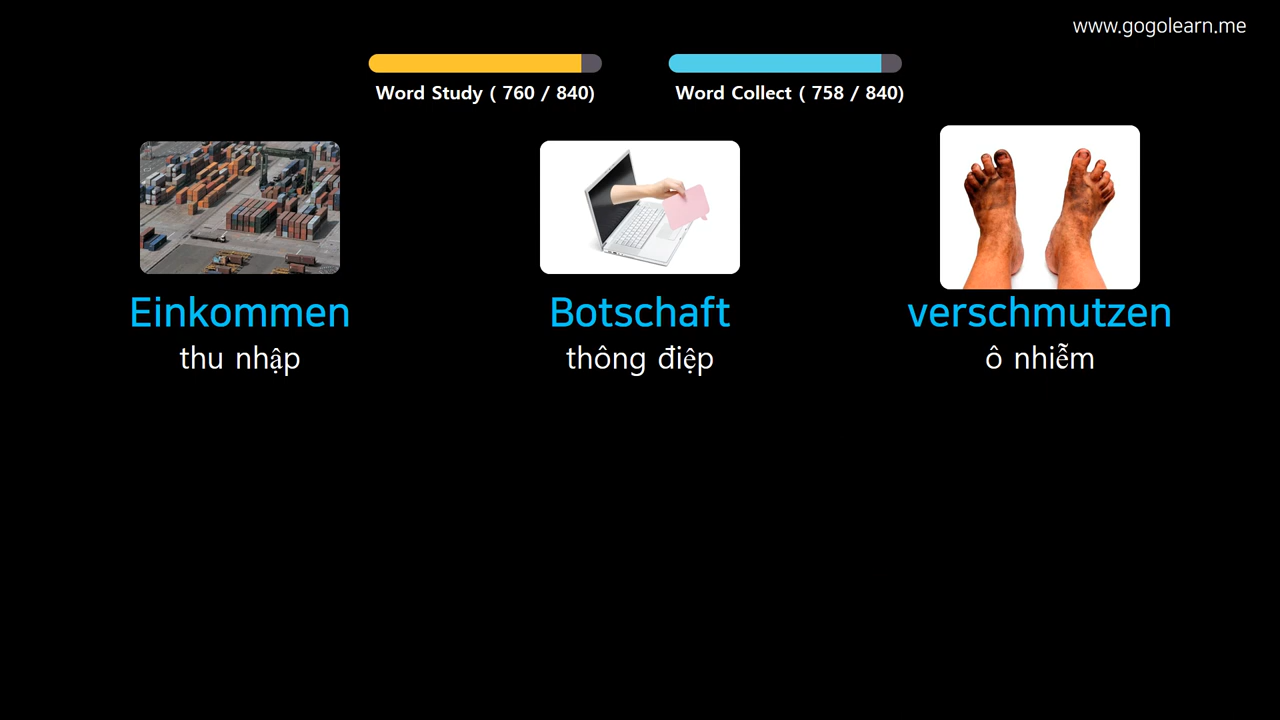 www.gogolearn.me
Word Study ( 760 / 840)
Word Collect ( 758 / 840)
Einkommen
thu nhập
Botschaft
thông điệp
verschmutzen
ô nhiễm